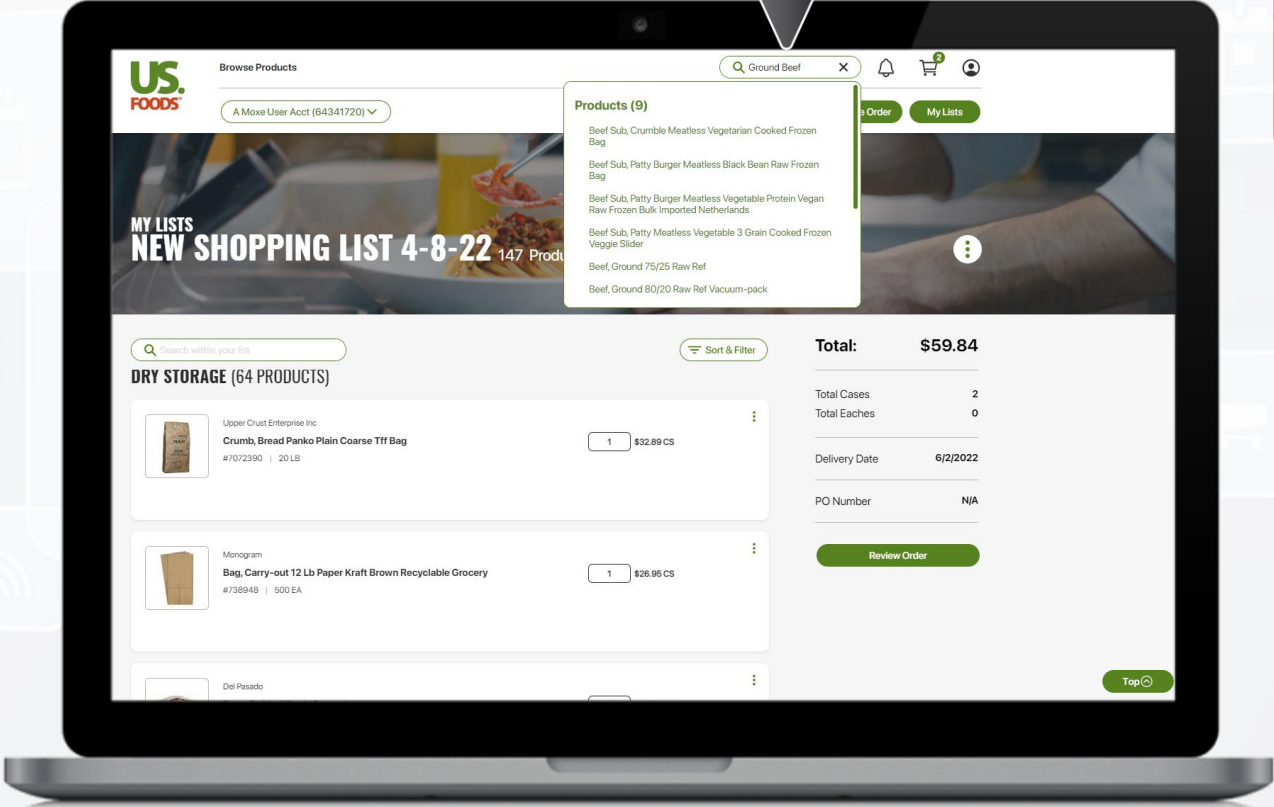 US.
FOODS
Browse Products
Ground Beef
2
A Moxe User Acct (64341720)
Order
My Lists
Products (9)
Beef Sub, Crumble Meatless Vegetarian Cooked Frozen
Bag
Beef Sub, Patty Burger Meatless Black Bean Raw Frozen
Bag
Beef Sub, Patty Burger Meatless Vegetable Protein Vegan
Raw Frozen Bulk Imported Netherlands
Beef Sub, Patty Meatless Vegetable 3 Grain Cooked Frozen
Veggie Slider
Beef, Ground 75/25 Raw Ref
Beef, Ground 80/20 Raw Ref Vacuum-pack
MY LISTS
NEW SHOPPING LIST 4-8-22 147 Produ
Search within your list
Sort & Filter
DRY STORAGE (64 PRODUCTS)
Upper Crust Enterprise Inc
Crumb, Bread Panko Plain Coarse Tff Bag
#7072390 | 20 LB
1 $32.89 CS
Monogram
Bag, Carry-out 12 Lb Paper Kraft Brown Recyclable Grocery
#738948 | 500 EA
1 $26.95 CS
Del Pasado
Total: $59.84
Total Cases 2
Total Eaches 0
Delivery Date 6/2/2022
PO Number N/A
Review Order
Top